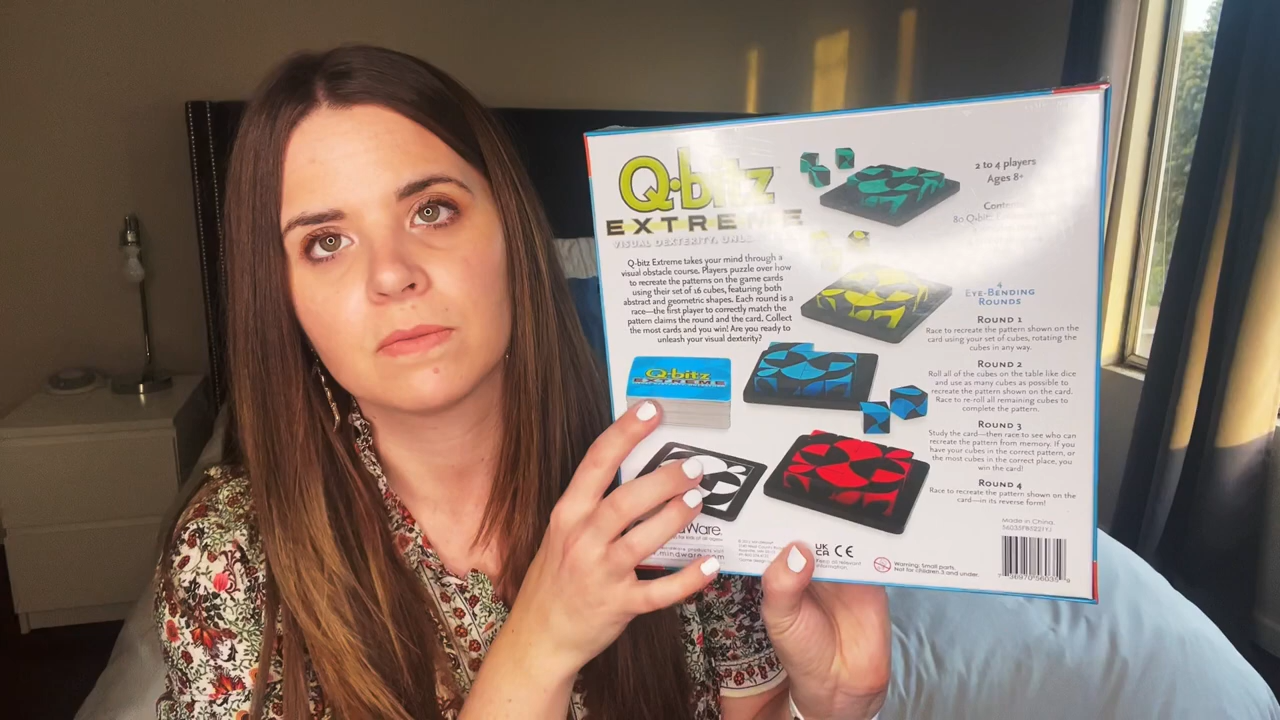 Q·bitz
EXTREME
VISUAL DEXTERITY,
Q-bitz Extreme takes your mind through a
visual obstacle course. Players puzzle over how
to recreate the patterns on the game cards
using their set of 16 cubes, featuring both
abstract and geometric shapes. Each round is a
race—the first player to correctly match the
pattern claims the round and the card. Collect
the most cards and you win! Are you ready to
unleash your visual dexterity?
Q·bitz
EXTREME
2 to 4 players
Ages 8+
80 Q-bitz
4
EYE-BENDING
ROUNDS
ROUND 1
Race to recreate the pattern shown on the
card using your set of cubes, rotating the
cubes in any way.
ROUND 2
Roll all of the cubes on the table like dice
and use as many cubes as possible to
recreate the pattern shown on the card.
Race to re-roll all remaining cubes to
complete the pattern.
ROUND 3
Study the card—then race to see who can
recreate the pattern from memory. If you
have your cubes in the correct pattern, or
the most cubes in the correct place, you
win the card!
ROUND 4
Race to recreate the pattern shown on the
card—in its reverse form!
Made in China.
UK
CA CE
Keep all relevant
information.
Warning: Small parts.
Not for children 3 and under.